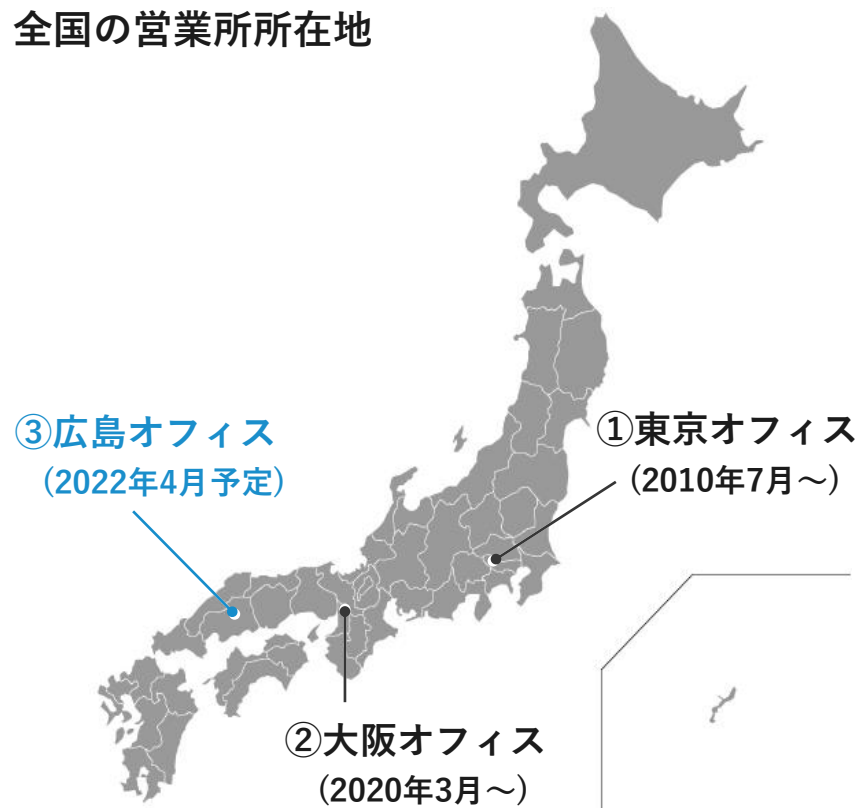 全国の営業所所在地
③広島オフィス
(2022年4月予定)
①東京オフィス
(2010年7月～)
②大阪オフィス
(2020年3月～)